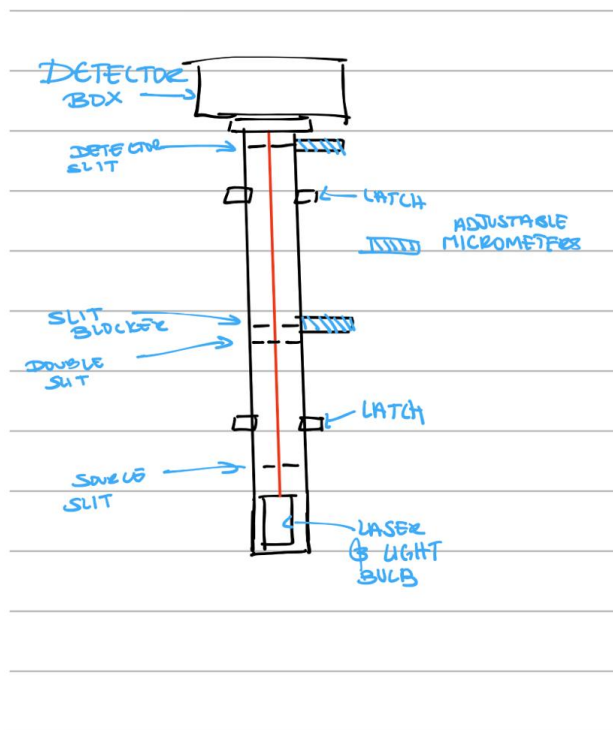 DETECTOR
BOX
DETECTOR
SLIT
LATCH
ADJUSTABLE
MICROMETERS
SLIT
BLOCKER
DOUBLE
SLIT
LATCH
SOURCE
SLIT
LASER
& LIGHT
BULB